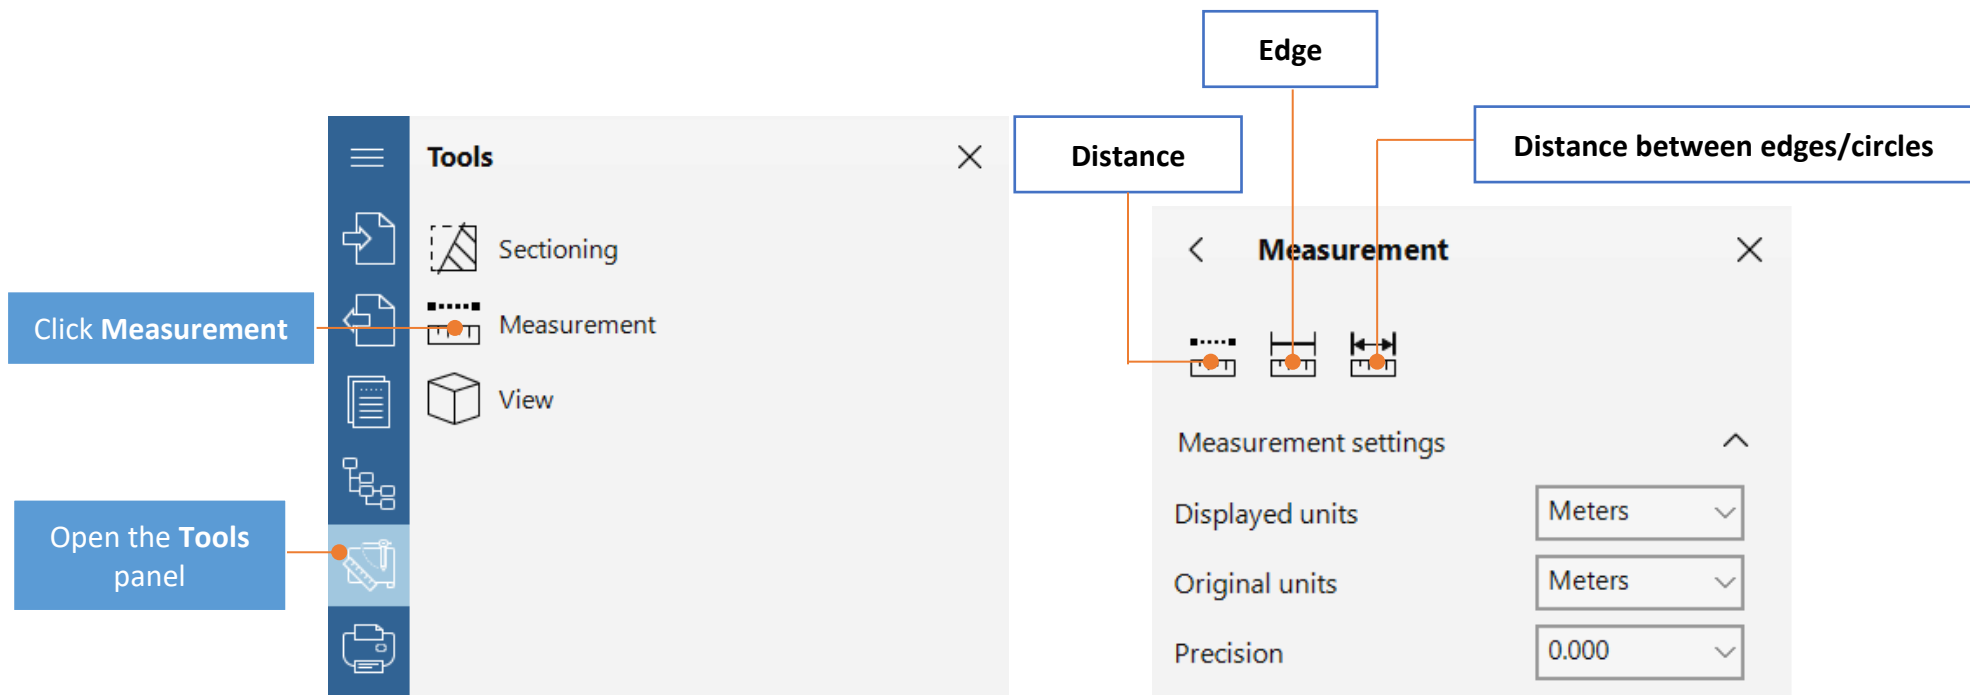 Edge
Distance
Distance between edges/circles
Tools
Sectioning
Measurement
View
Click Measurement
Open the Tools
panel
Measurement
Measurement settings
Displayed units
Meters
Original units
Meters
Precision
0.000